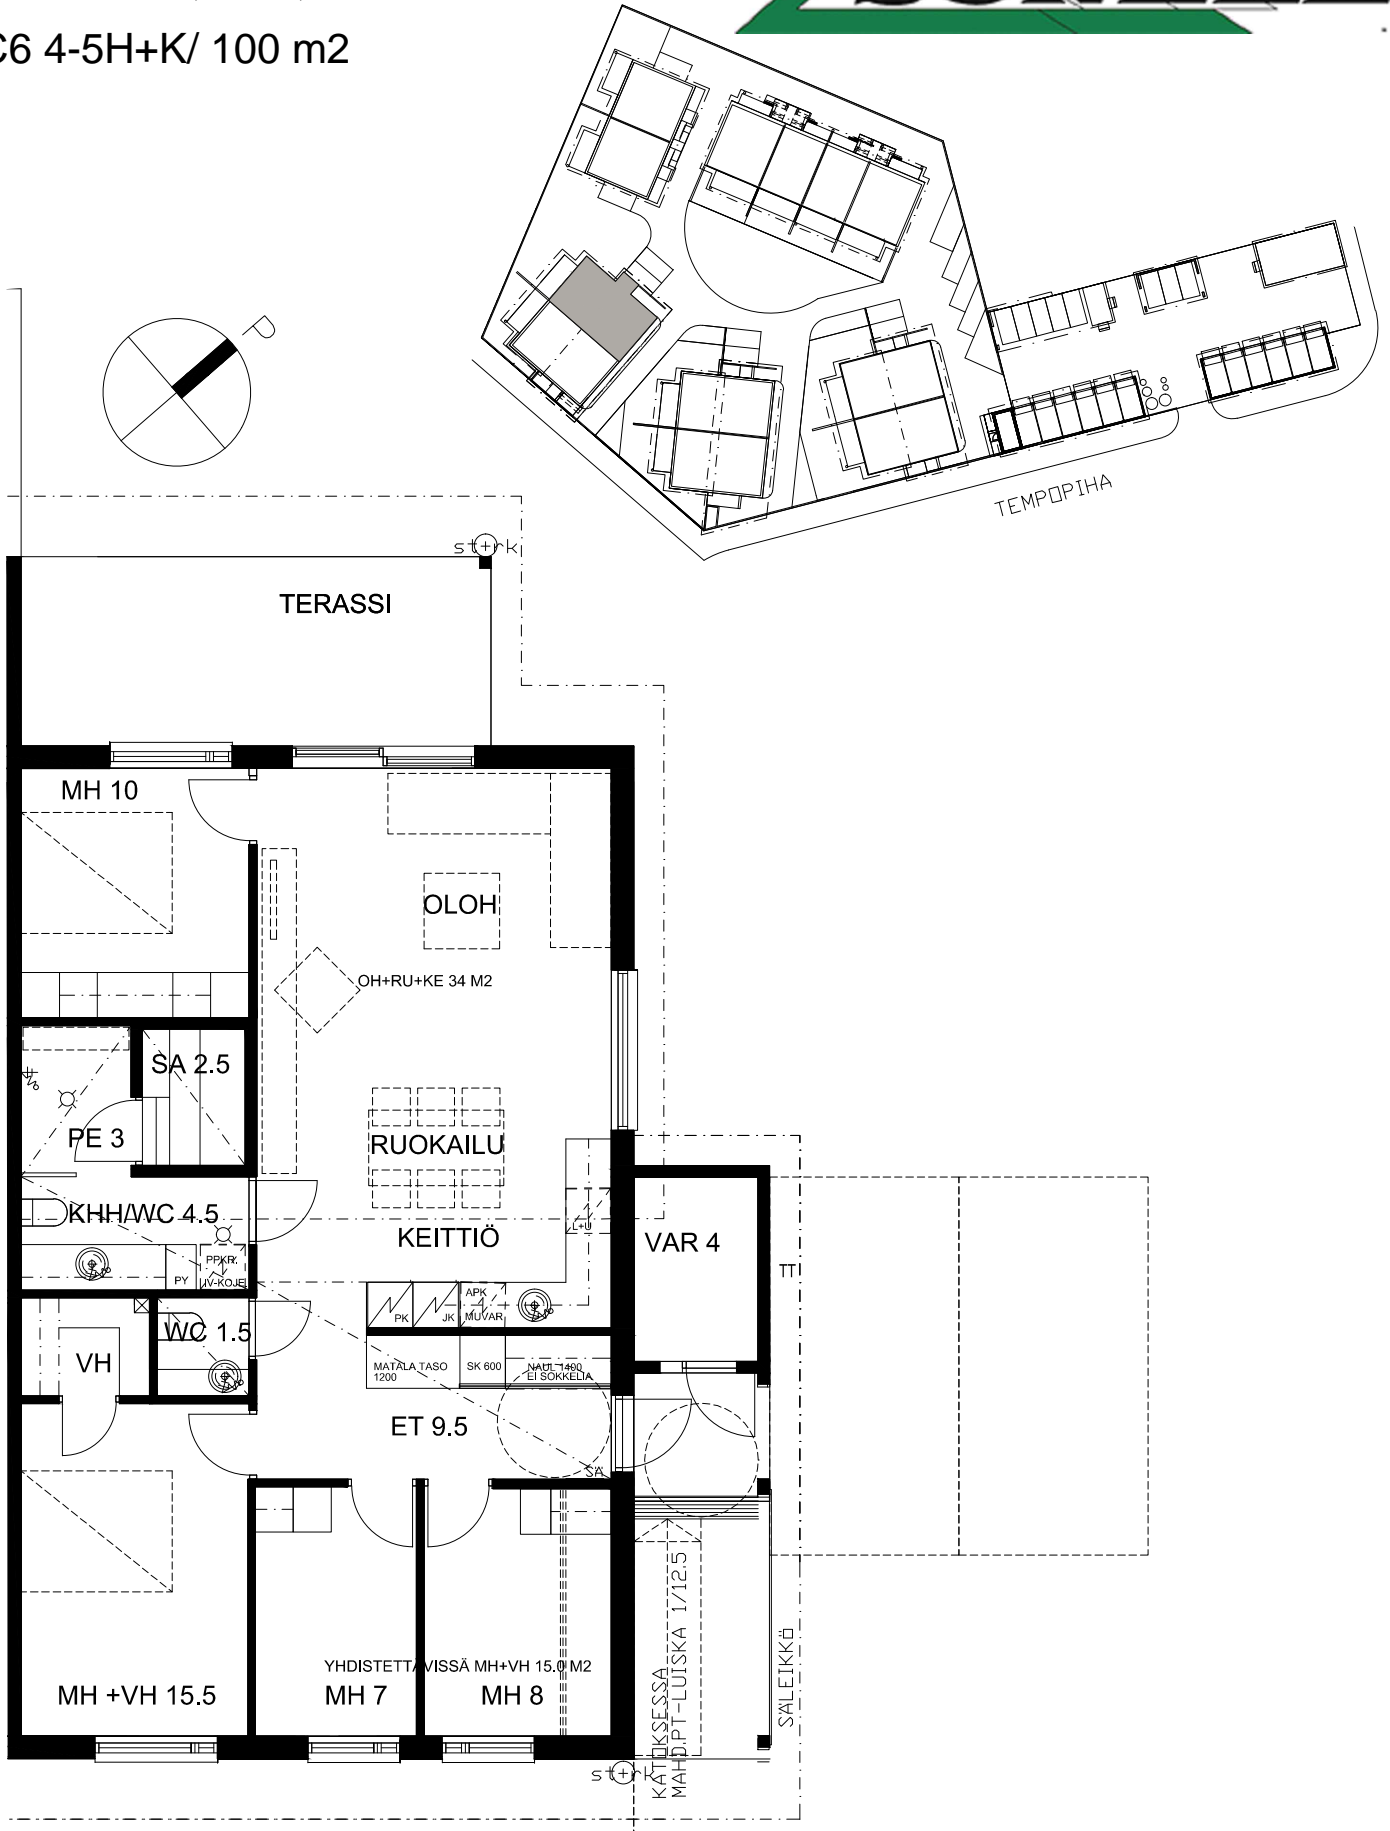 C6 4-5H+K/ 100 m2
P
TEMPOPIHA
st rk
TERASSI
MH 10
OLOH
OH+RU+KE 34 M2
SA 2.5
PE 3
RUOKAILU
KHH/WC 4.5
KEITTIÖ
L+U
VAR 4
TT
PPKR.
IV-KOJE
PY
PK
JK
APK
MUVAR
WC 1.5
VH
MATALA TASO
1200
SK 600
NAUL 1400
EI SOKKELIA
ET 9.5
SÄ
YHDISTETTÄVISSÄ MH+VH 15.0 M2
MH +VH 15.5
MH 7
MH 8
KATOKSESSA
MAHD.PT-LUISKA 1/12.5
SÄLEIKKÖ
st rk